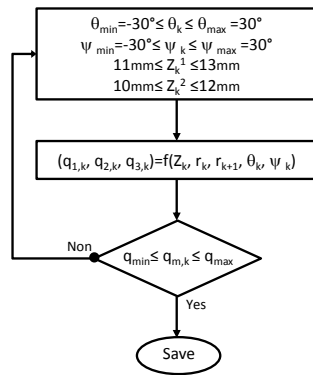 θmin=-30°≤ θk ≤ θmax =30°
ψ min=-30°≤ ψ k ≤ ψ max =30°
11mm≤ Zk¹ ≤13mm
10mm≤ Zk² ≤12mm
(q1,k, q2,k, q3,k)=f(Zk, rk, rk+1, θk, ψ k)
Non
qmin≤ qm,k ≤ qmax
Yes
Save